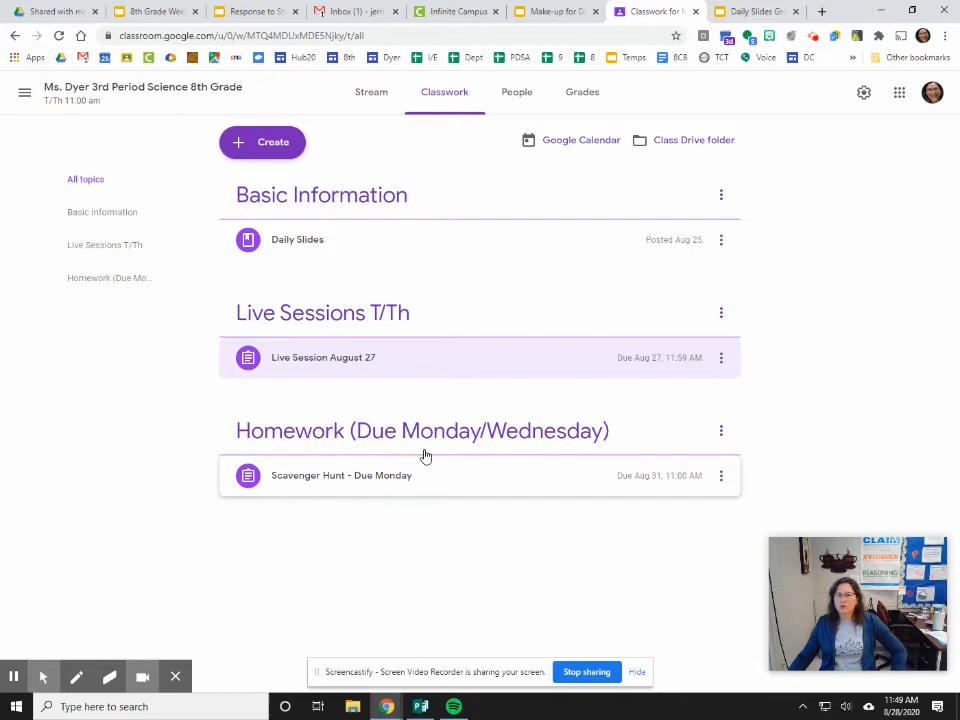 Shared with me
8th Grade Wee
Response to St
Inbox (1) - jern
Infinite Campus
Make-up for D
Classwork for M
Daily Slides Gr
classroom.google.com/u/0/w/MTQ4MDUxMDE5Njky/t/all
Apps
Hub20
8th
Dyer
I/E
Dept
PDSA
9
8
Temps
8CB
TCT
Voice
DC
»
Other bookmarks
Ms. Dyer 3rd Period Science 8th Grade
T/Th 11:00 am
Stream
Classwork
People
Grades
Create
Google Calendar
Class Drive folder
All topics
Basic Information
Live Sessions T/Th
Homework (Due Mo...
Basic Information
Daily Slides
Posted Aug 25
Live Sessions T/Th
Live Session August 27
Due Aug 27, 11:59 AM
Homework (Due Monday/Wednesday)
Scavenger Hunt - Due Monday
Due Aug 31, 11:00 AM
CLAIM
EVIDENCE
REASONING
Screencastify - Screen Video Recorder is sharing your screen.
Stop sharing
Hide
Type here to search
11:49 AM
8/28/2020